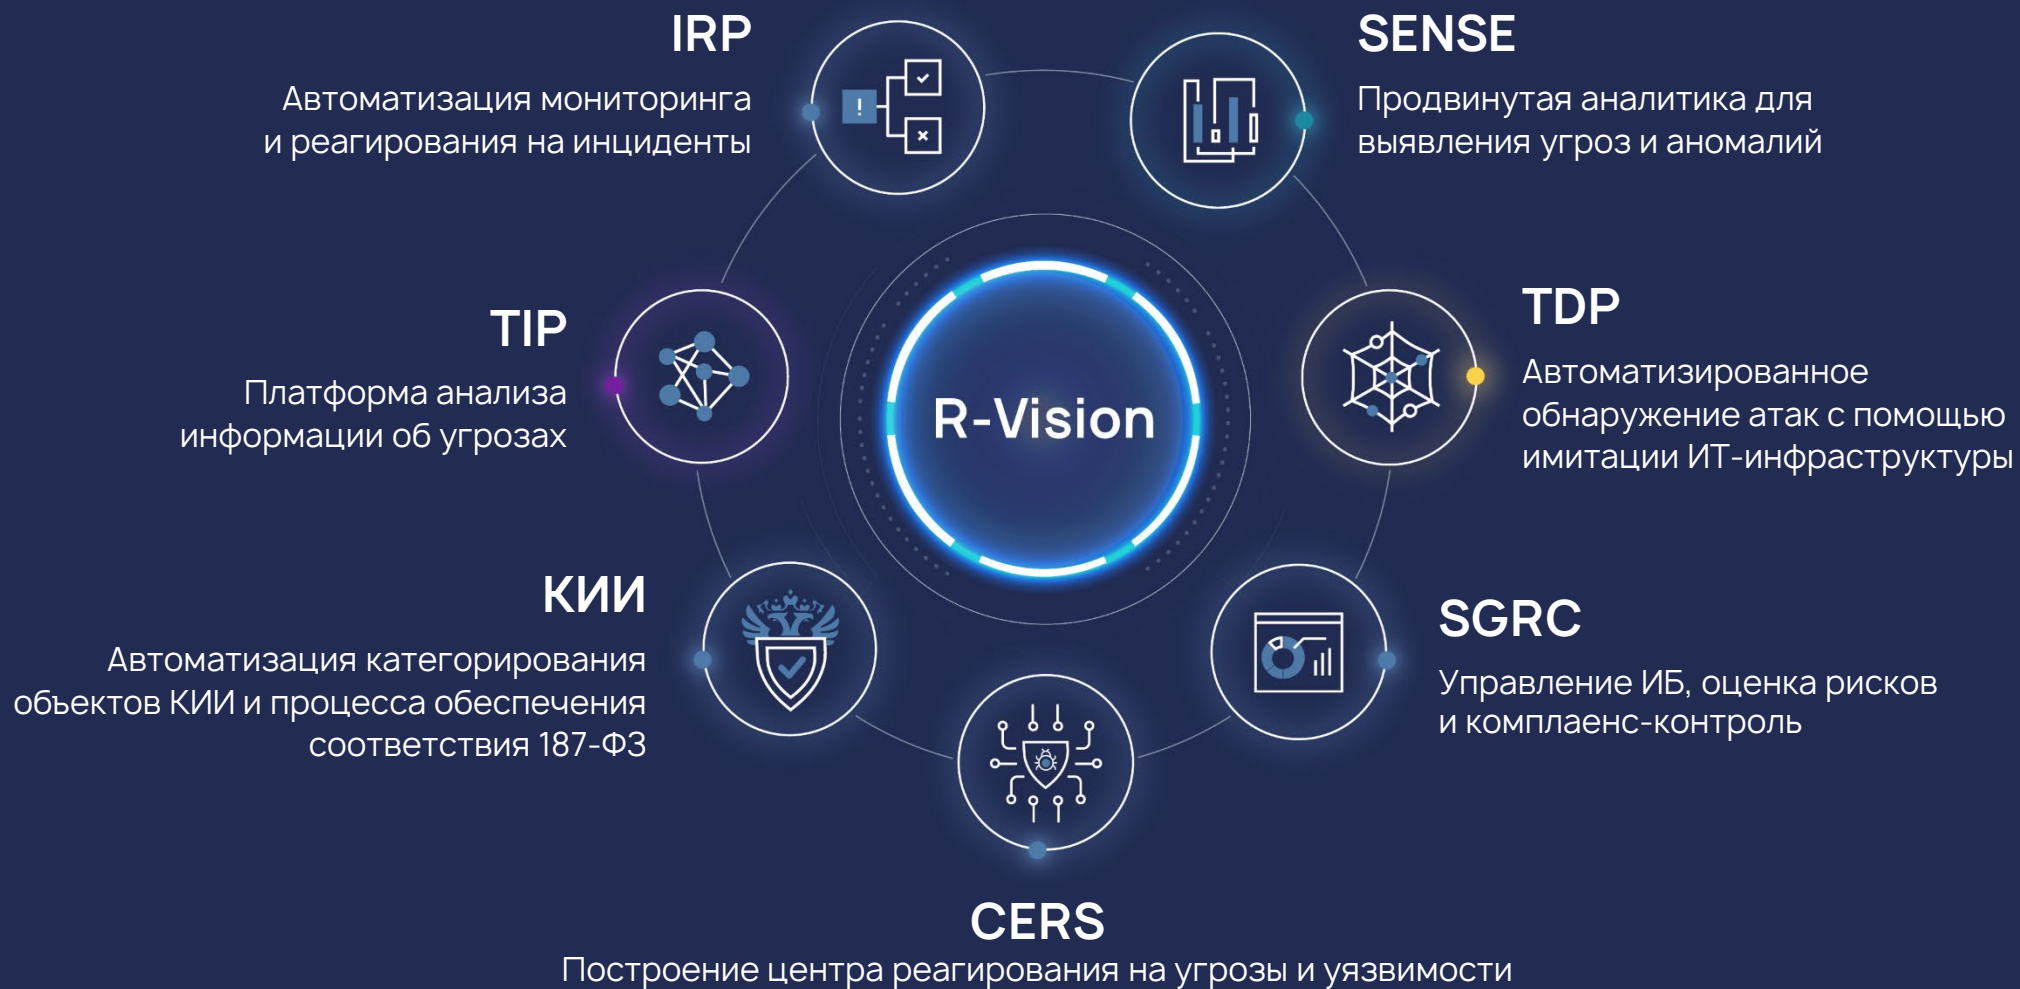 IRP
Автоматизация мониторинга
и реагирования на инциденты
SENSE
Продвинутая аналитика для
выявления угроз и аномалий
TIP
Платформа анализа
информации об угрозах
R-Vision
TDP
Автоматизированное
обнаружение атак с помощью
имитации ИТ-инфраструктуры
КИИ
Автоматизация категорирования
объектов КИИ и процесса обеспечения
соответствия 187-ФЗ
SGRC
Управление ИБ, оценка рисков
и комплаенс-контроль
CERS
Построение центра реагирования на угрозы и уязвимости